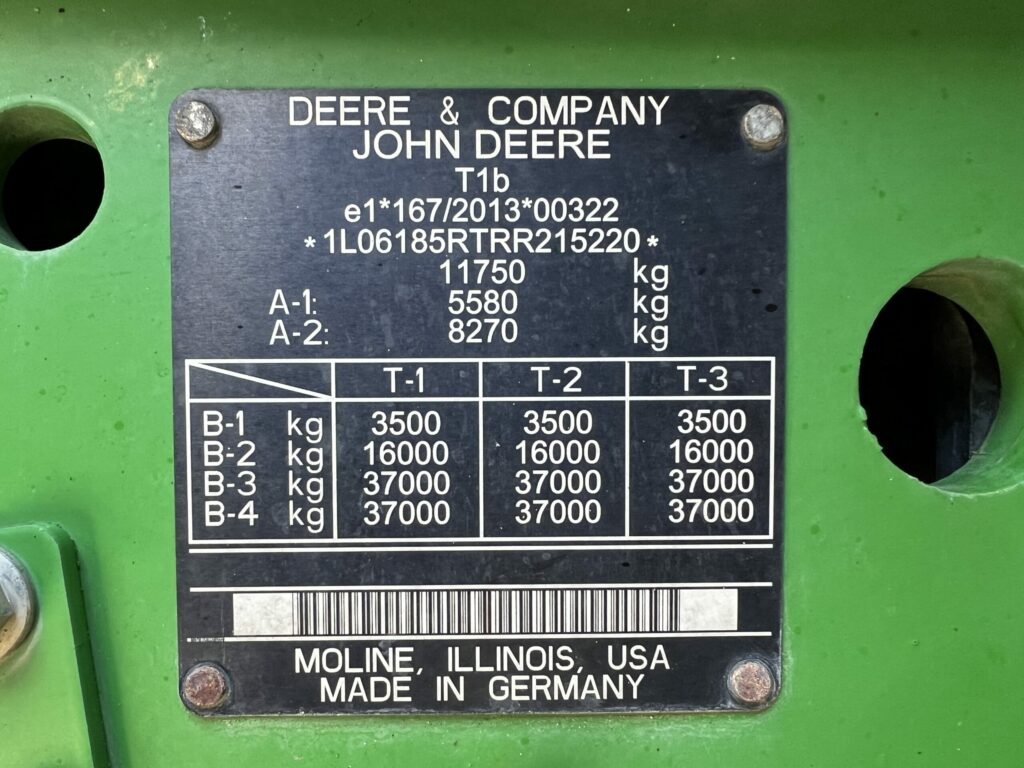 DEERE & COMPANY
JOHN DEERE
T1b
e1*167/2013*00322
*1L06185RTRR215220*
11750 kg
A-1: 5580 kg
A-2: 8270 kg
T-1 T-2 T-3
B-1 kg 3500 3500 3500
B-2 kg 16000 16000 16000
B-3 kg 37000 37000 37000
B-4 kg 37000 37000 37000
MOLINE, ILLINOIS, USA
MADE IN GERMANY